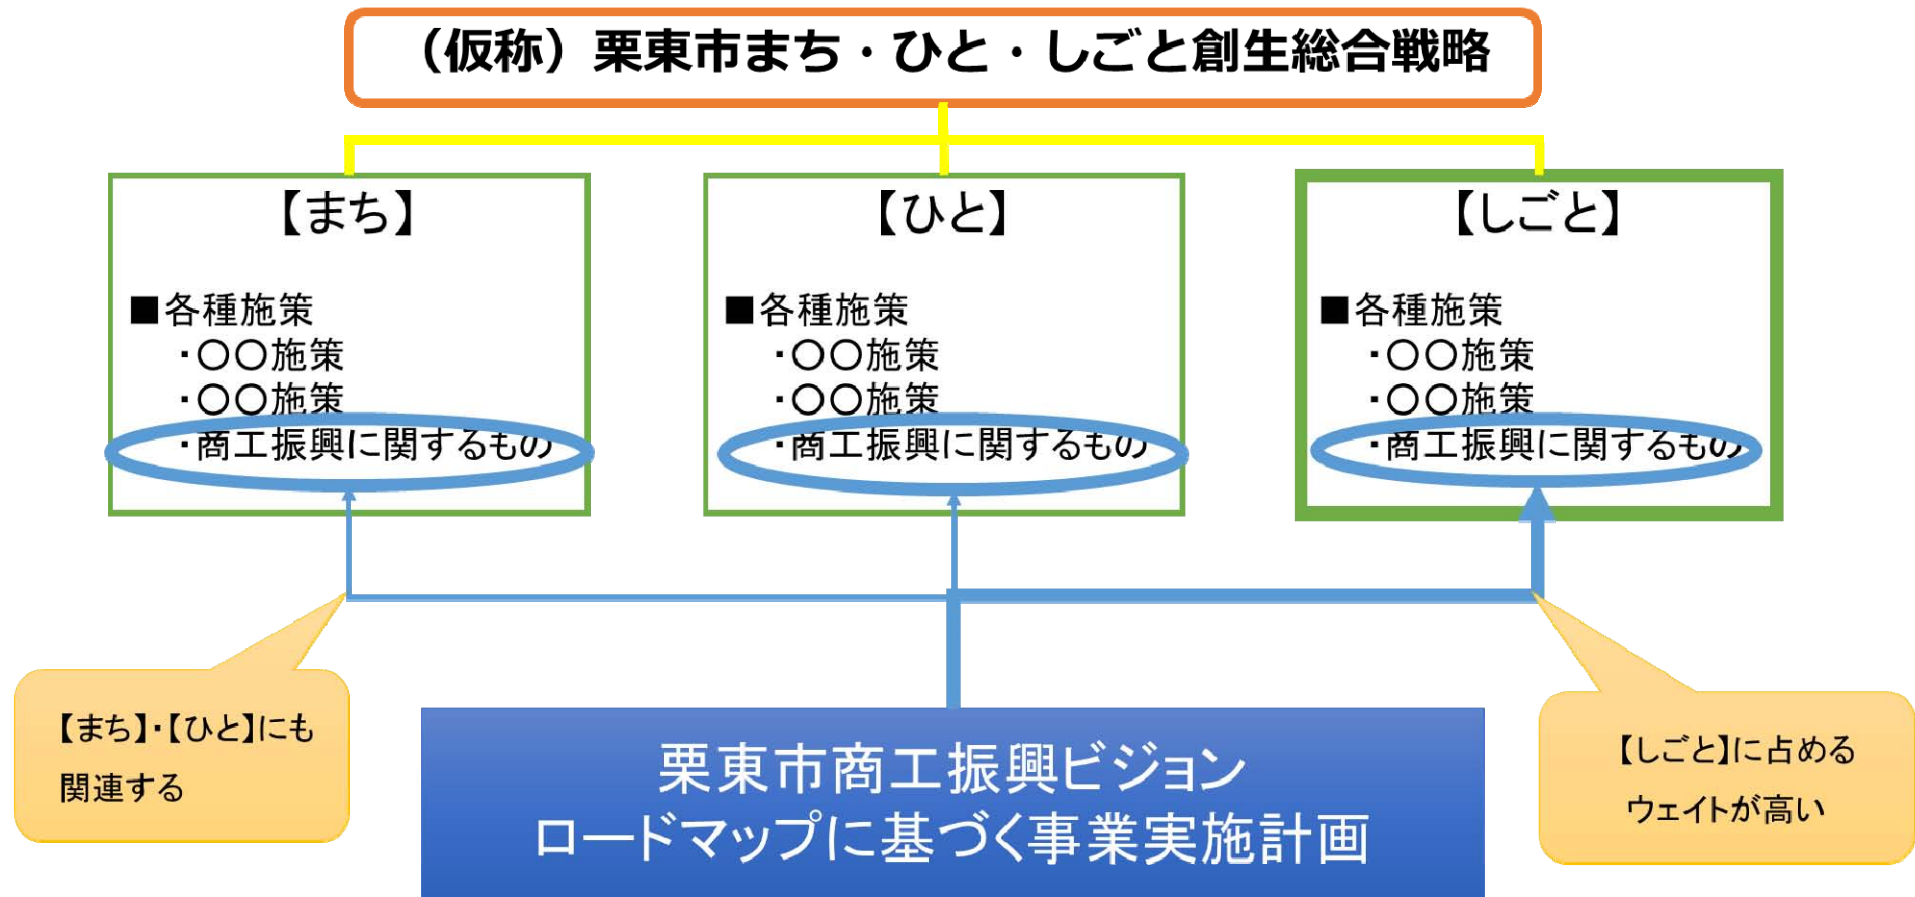 （仮称）栗東市まち・ひと・しごと創生総合戦略
【まち】
■各種施策
・〇〇施策
・〇〇施策
・商工振興に関するもの
【ひと】
■各種施策
・〇〇施策
・〇〇施策
・商工振興に関するもの
【しごと】
■各種施策
・〇〇施策
・〇〇施策
・商工振興に関するもの
【まち】・【ひと】にも
関連する
栗東市商工振興ビジョン
ロードマップに基づく事業実施計画
【しごと】に占める
ウェイトが高い